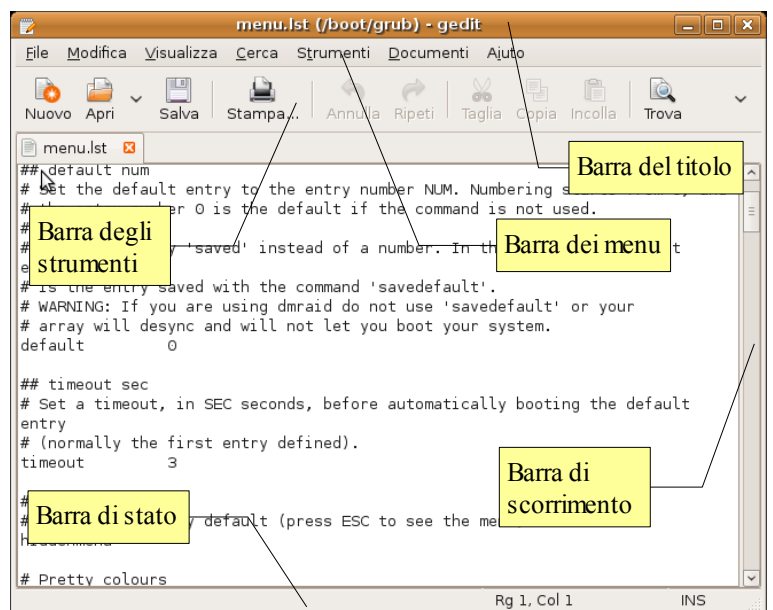 menu.lst (/boot/grub) - gedit
File Modifica Visualizza Cerca Strumenti Documenti Aiuto
Nuovo Apri Salva Stampa... Annulla Ripeti Taglia Copia Incolla Trova
menu.lst
Barra del titolo
## default num
# Set the default entry to the entry number NUM. Numbering
0 is the default if the command is not used.
#
Barra degli
strumenti
'saved' instead of a number. In
Barra dei menu
# is the entry saved with the command 'savedefault'.
# WARNING: If you are using dmraid do not use 'savedefault' or your
# array will desync and will not let you boot your system.
default 0
## timeout sec
# Set a timeout, in SEC seconds, before automatically booting the default
entry
# (normally the first entry defined).
timeout 3
Barra di
scorrimento
#
Barra di stato
default (press ESC to see the
# Pretty colours
Rg 1, Col 1 INS